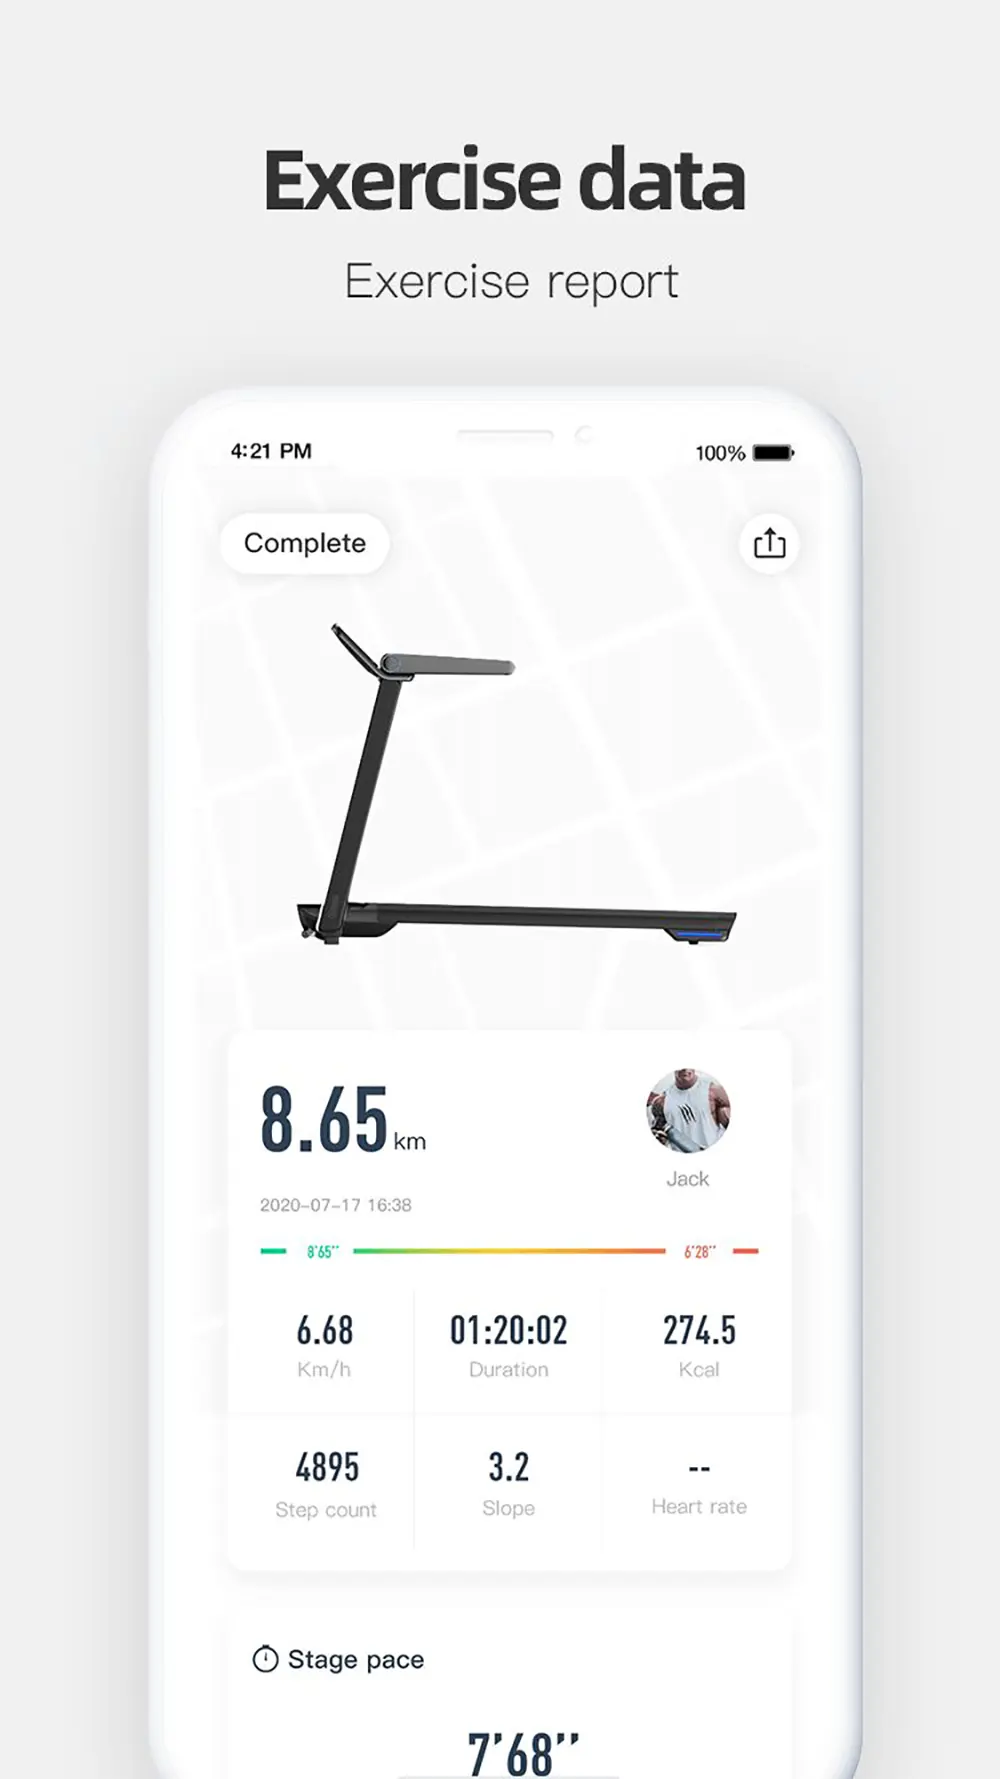 Exercise data
Exercise report
4:21 PM
100%
Complete
8.65 km
Jack
2020-07-17 16:38
8'65''
6'28''
6.68
01:20:02
274.5
Km/h
Duration
Kcal
4895
3.2
--
Step count
Slope
Heart rate
Stage pace
7'68''